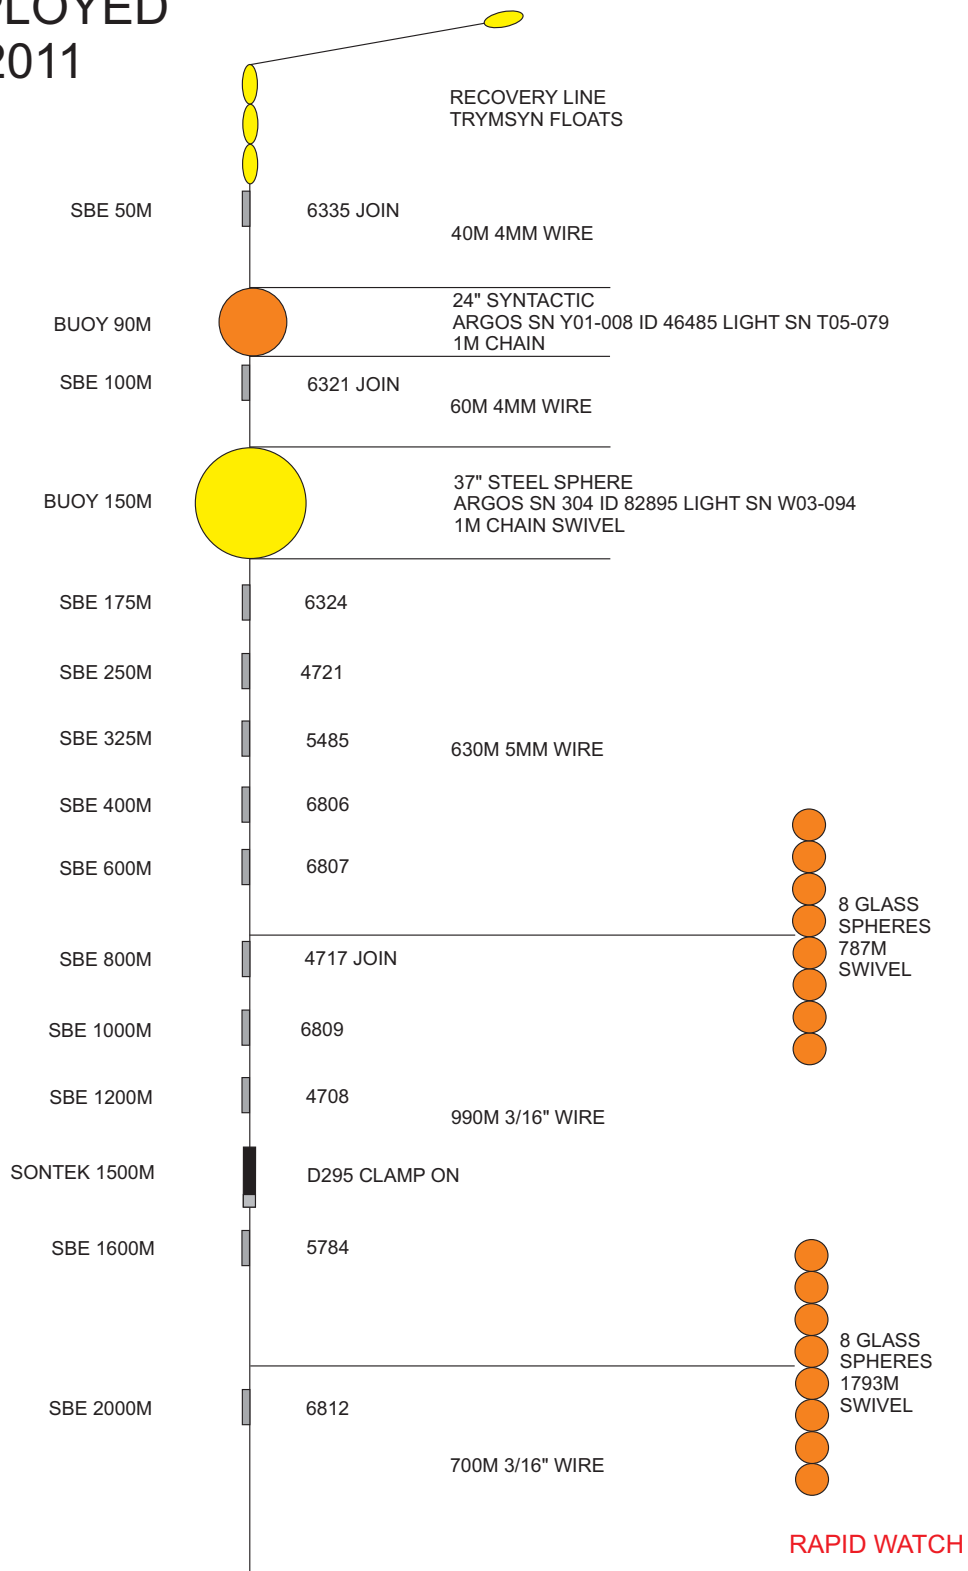 2011
RECOVERY LINE
TRYMSYN FLOATS
SBE 50M
6335 JOIN
40M 4MM WIRE
BUOY 90M
24" SYNTACTIC
ARGOS SN Y01-008 ID 46485 LIGHT SN T05-079
1M CHAIN
SBE 100M
6321 JOIN
60M 4MM WIRE
BUOY 150M
37" STEEL SPHERE
ARGOS SN 304 ID 82895 LIGHT SN W03-094
1M CHAIN SWIVEL
SBE 175M
6324
SBE 250M
4721
SBE 325M
5485
630M 5MM WIRE
SBE 400M
6806
SBE 600M
6807
8 GLASS
SPHERES
787M
SWIVEL
SBE 800M
4717 JOIN
SBE 1000M
6809
SBE 1200M
4708
990M 3/16" WIRE
SONTEK 1500M
D295 CLAMP ON
SBE 1600M
5784
8 GLASS
SPHERES
1793M
SWIVEL
SBE 2000M
6812
700M 3/16" WIRE
RAPID WATCH